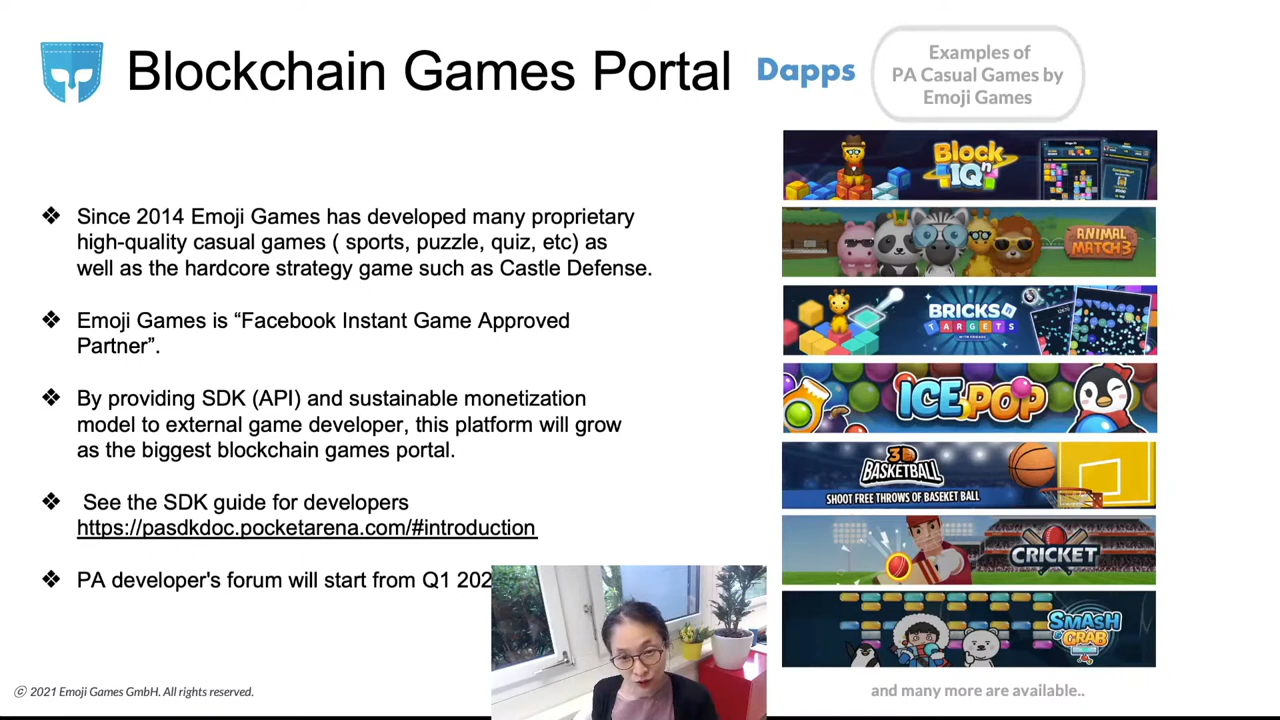 Blockchain Games Portal
Dapps
Examples of
PA Casual Games by
Emoji Games
❖ Since 2014 Emoji Games has developed many proprietary
high-quality casual games ( sports, puzzle, quiz, etc) as
well as the hardcore strategy game such as Castle Defense.
❖ Emoji Games is “Facebook Instant Game Approved
Partner”.
❖ By providing SDK (API) and sustainable monetization
model to external game developer, this platform will grow
as the biggest blockchain games portal.
❖ See the SDK guide for developers
https://pasdkdoc.pocketarena.com/#introduction
❖ PA developer's forum will start from Q1 202
Block
IQⁿ
ANIMAL
MATCH3
BRICKS n
TARGETS
WITH FRIENDS
ICE POP
3D
BASKETBALL
SHOOT FREE THROWS OF BASEKET BALL
CRICKET
SMASH
CRAB
and many more are available..
ⓒ 2021 Emoji Games GmbH. All rights reserved.